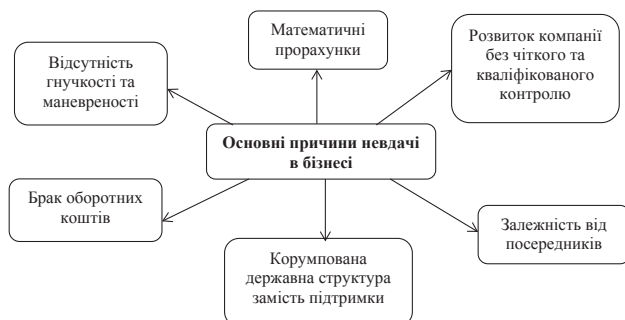 Математичні
прорахунки
Розвиток компанії
без чіткого та
кваліфікованого
контролю
Відсутність
гнучкості та
маневреності
Основні причини невдачі
в бізнесі
Брак оборотних
коштів
Залежність від
посередників
Корумпована
державна структура
замість підтримки